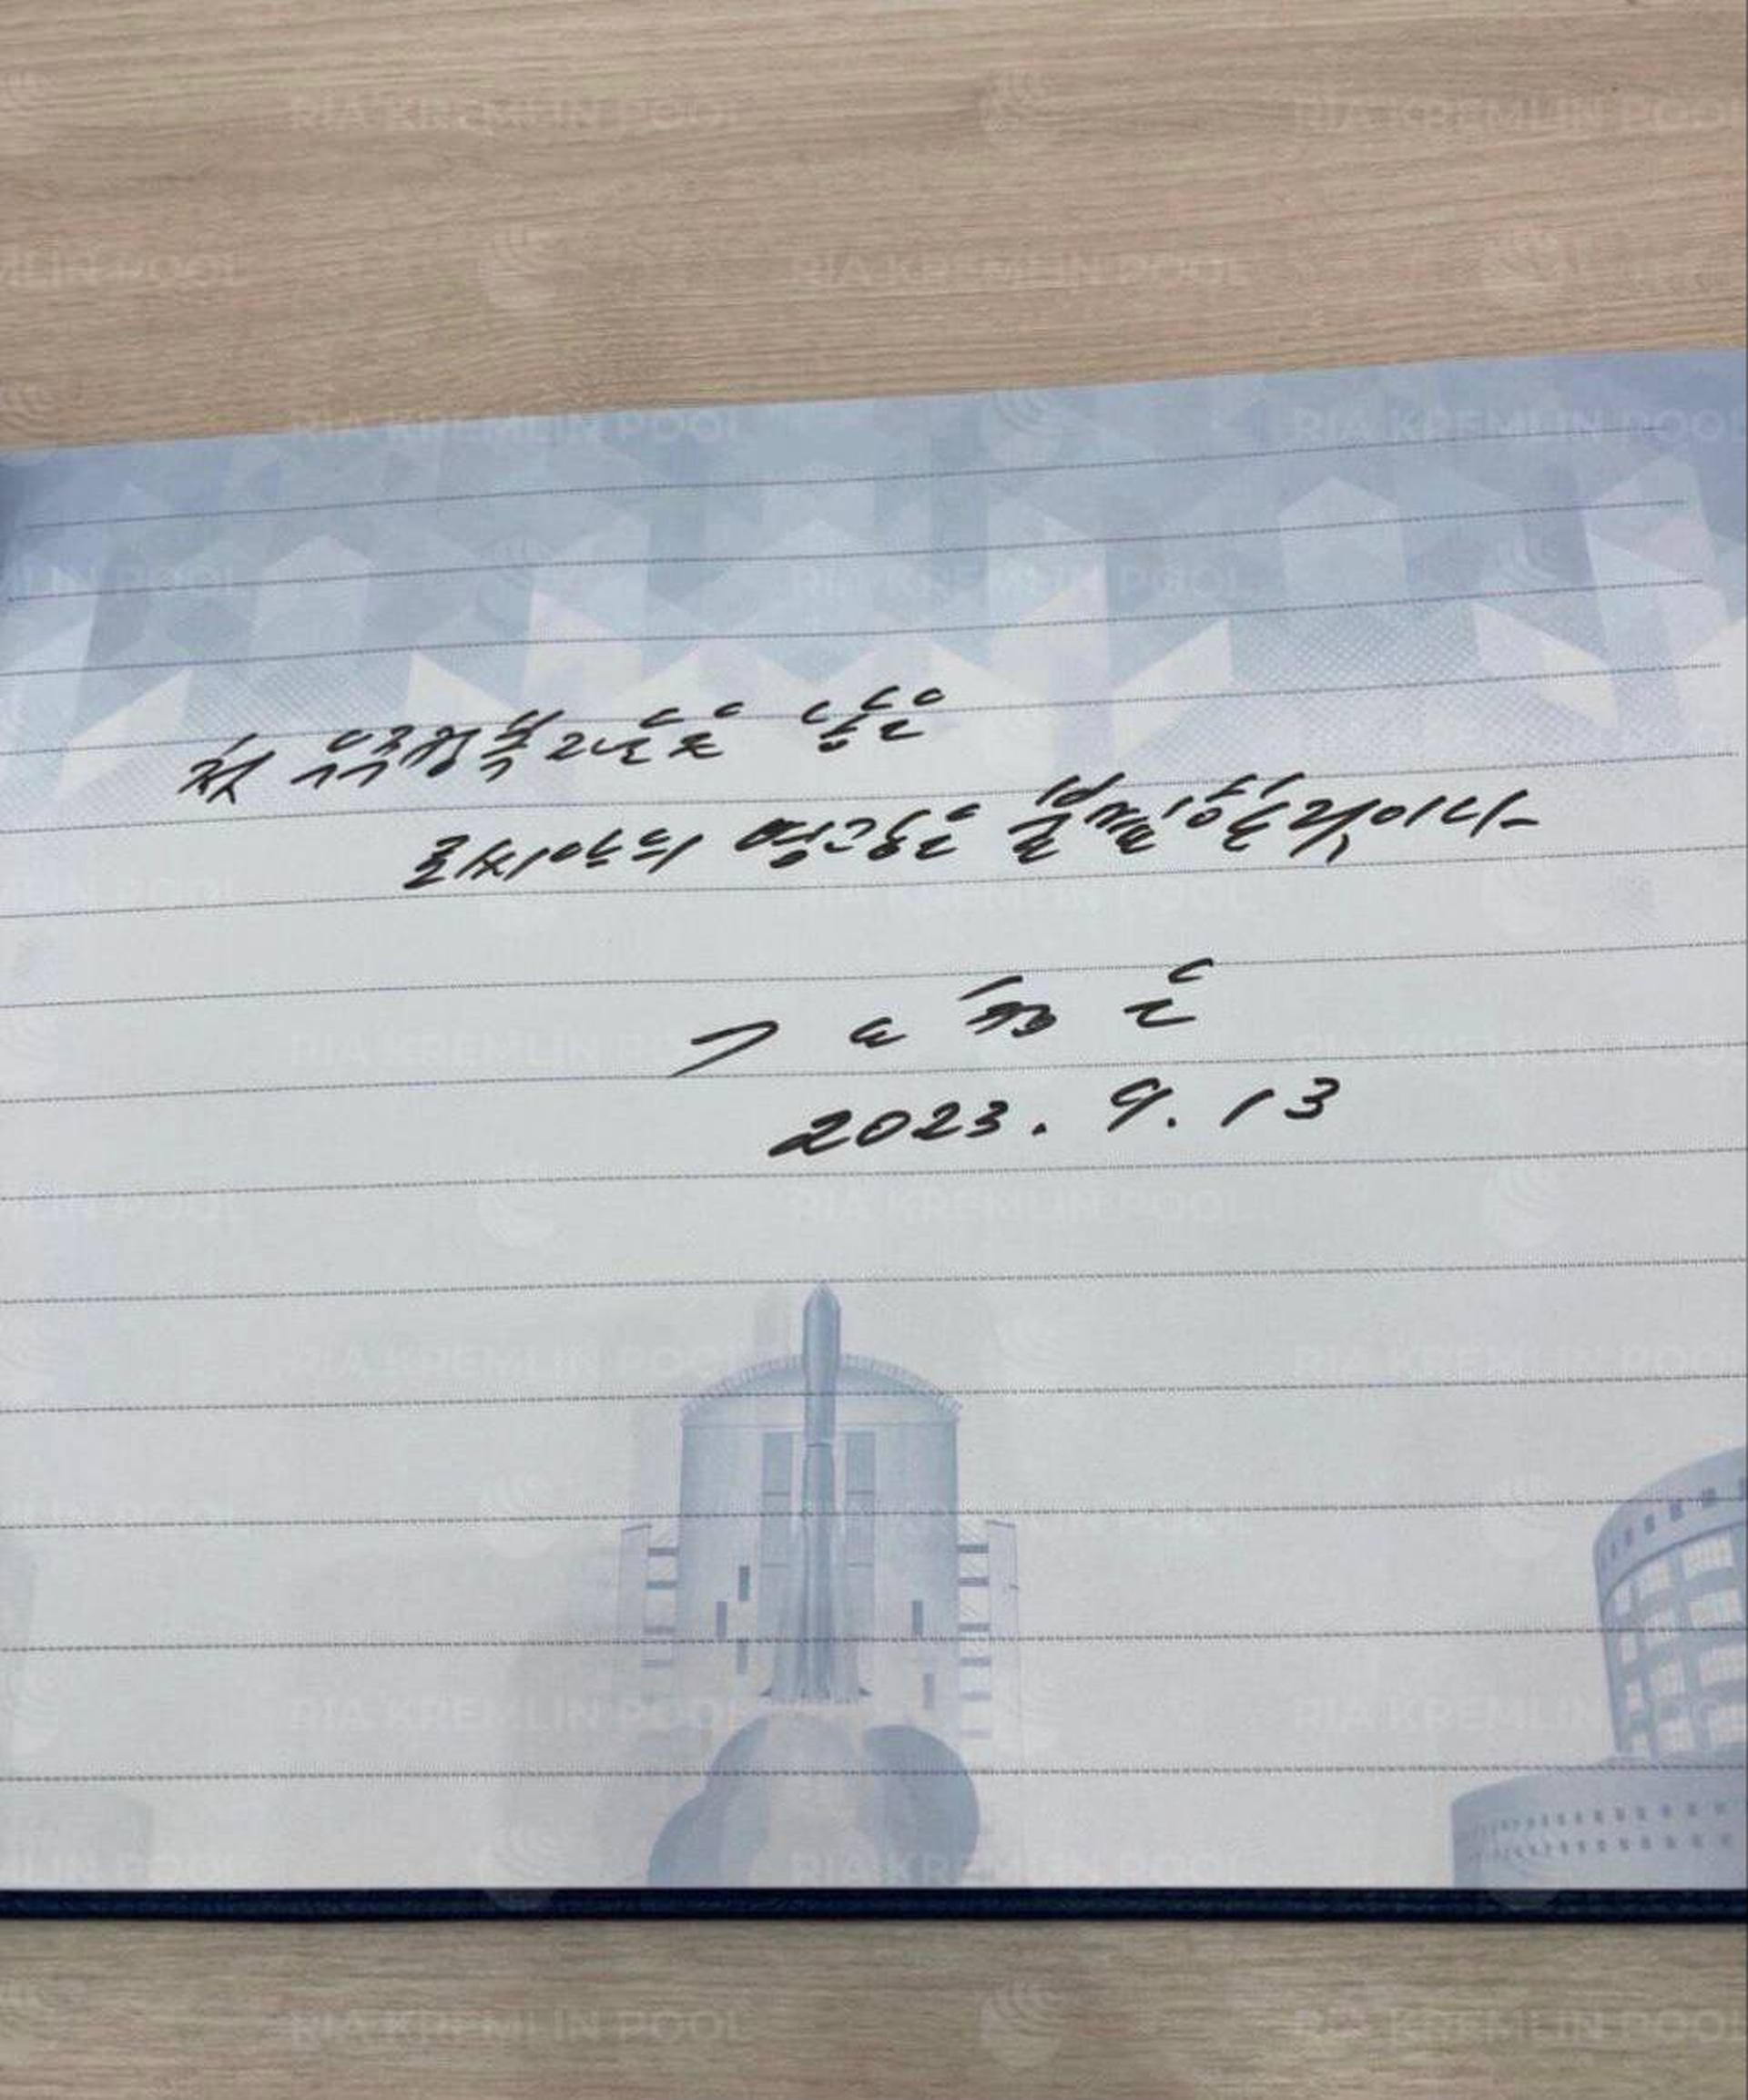 첫 우주정복자들을 낳은
로씨야의 영광은 불멸할것이다
김정은
2023. 9. 13
RIA KREMLIN POOL